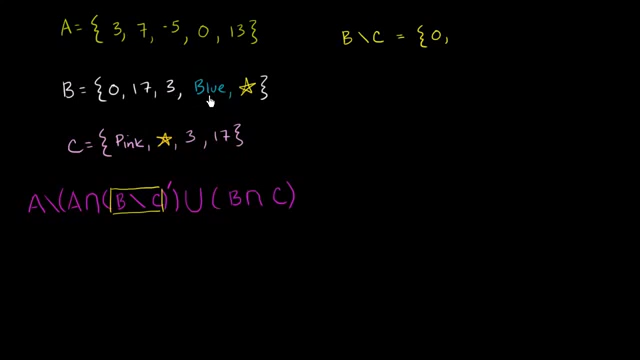 A = { 3, 7, -5, 0, 13 }
B \ C = { 0,
B = { 0, 17, 3, Blue, ☆ }
C = { Pink, ☆, 3, 17 }
A \ ( A ∩ ( B \ C )′ ) ∪ ( B ∩ C )